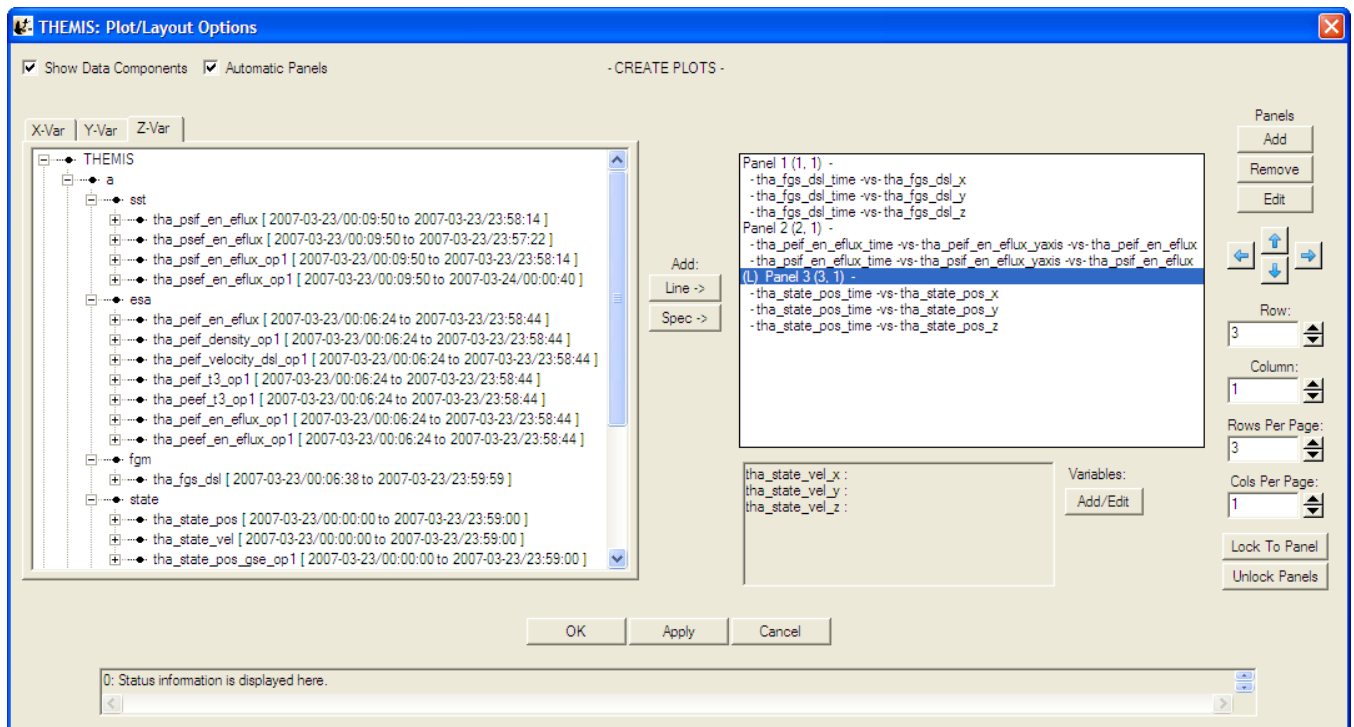 THEMIS: Plot/Layout Options
Show Data Components
Automatic Panels
- CREATE PLOTS -
X-Var
Y-Var
Z-Var
THEMIS
a
sst
tha_psif_en_eflux [ 2007-03-23/00:09:50 to 2007-03-23/23:58:14 ]
tha_psef_en_eflux [ 2007-03-23/00:09:50 to 2007-03-23/23:57:22 ]
tha_psif_en_eflux_op1 [ 2007-03-23/00:09:50 to 2007-03-23/23:58:14 ]
tha_psef_en_eflux_op1 [ 2007-03-23/00:09:50 to 2007-03-24/00:00:40 ]
esa
tha_peif_en_eflux [ 2007-03-23/00:06:24 to 2007-03-23/23:58:44 ]
tha_peif_density_op1 [ 2007-03-23/00:06:24 to 2007-03-23/23:58:44 ]
tha_peif_velocity_dsl_op1 [ 2007-03-23/00:06:24 to 2007-03-23/23:58:44 ]
tha_peif_t3_op1 [ 2007-03-23/00:06:24 to 2007-03-23/23:58:44 ]
tha_peef_t3_op1 [ 2007-03-23/00:06:24 to 2007-03-23/23:58:44 ]
tha_peif_en_eflux_op1 [ 2007-03-23/00:06:24 to 2007-03-23/23:58:44 ]
tha_peef_en_eflux_op1 [ 2007-03-23/00:06:24 to 2007-03-23/23:58:44 ]
fgm
tha_fgs_dsl [ 2007-03-23/00:06:38 to 2007-03-23/23:59:59 ]
state
tha_state_pos [ 2007-03-23/00:00:00 to 2007-03-23/23:59:00 ]
tha_state_vel [ 2007-03-23/00:00:00 to 2007-03-23/23:59:00 ]
tha_state_pos_gse_op1 [ 2007-03-23/00:00:00 to 2007-03-23/23:59:00 ]
Add:
Line ->
Spec ->
Panel 1 (1, 1) -
- tha_fgs_dsl_time -vs- tha_fgs_dsl_x
- tha_fgs_dsl_time -vs- tha_fgs_dsl_y
- tha_fgs_dsl_time -vs- tha_fgs_dsl_z
Panel 2 (2, 1) -
- tha_peif_en_eflux_time -vs- tha_peif_en_eflux_yaxis -vs- tha_peif_en_eflux
- tha_psif_en_eflux_time -vs- tha_psif_en_eflux_yaxis -vs- tha_psif_en_eflux
(L) Panel 3 (3, 1) -
- tha_state_pos_time -vs- tha_state_pos_x
- tha_state_pos_time -vs- tha_state_pos_y
- tha_state_pos_time -vs- tha_state_pos_z
tha_state_vel_x :
tha_state_vel_y :
tha_state_vel_z :
Variables:
Add/Edit
Panels
Add
Remove
Edit
Row:
3
Column:
1
Rows Per Page:
3
Cols Per Page:
1
Lock To Panel
Unlock Panels
OK
Apply
Cancel
0: Status information is displayed here.